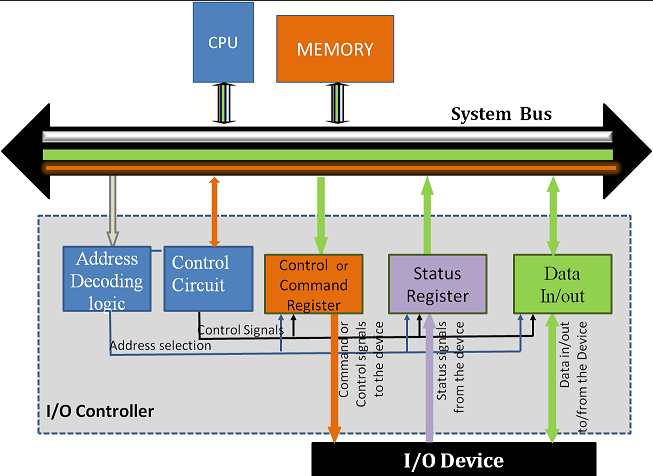 CPU
MEMORY
System Bus
Address
Decoding
logic
Control
Circuit
Control or
Command
Register
Status
Register
Data
In/out
Control Signals
Address selection
Command or
Control signals
to the device
Status signals
from the device
Data in/out
to/from the Device
I/O Controller
I/O Device